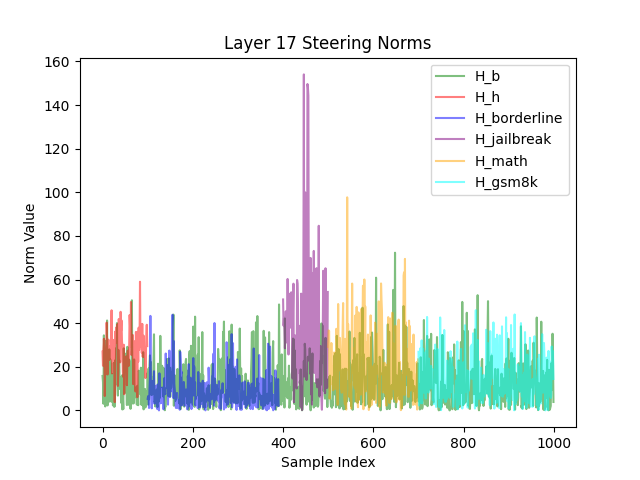 Layer 17 Steering Norms
Norm Value
160
140
120
100
80
60
40
20
0
H_b
H_h
H_borderline
H_jailbreak
H_math
H_gsm8k
0
200
400
600
800
1000
Sample Index